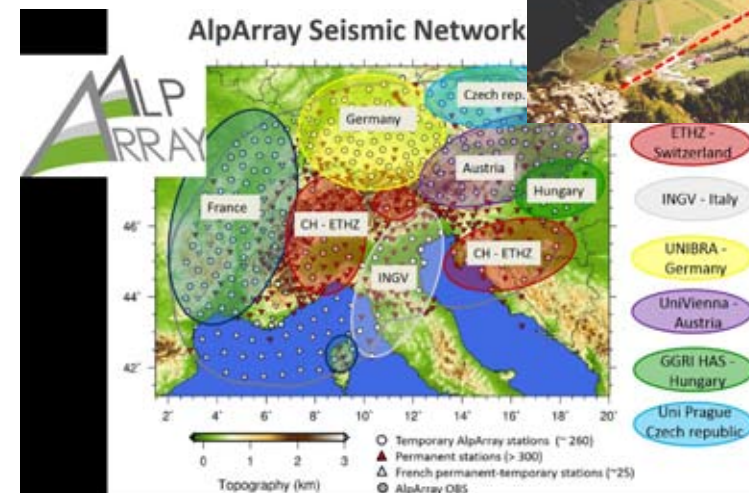 AlpArray Seismic Network
ALP
ARRAY
Germany
Czech rep.
Austria
France
Hungary
CH - ETHZ
CH - ETHZ
INGV
46°
44°
42°
2°
4°
6°
8°
10°
12°
14°
16°
18°
20°
ETHZ -
Switzerland
INGV - Italy
UNIBRA -
Germany
UniVienna -
Austria
GGRI HAS -
Hungary
Uni Prague
Czech republic
0
1
2
3
Topography (km)
Temporary AlpArray stations (~ 260)
Permanent stations (> 300)
French permanent-temporary stations (~25)
AlpArray OBS